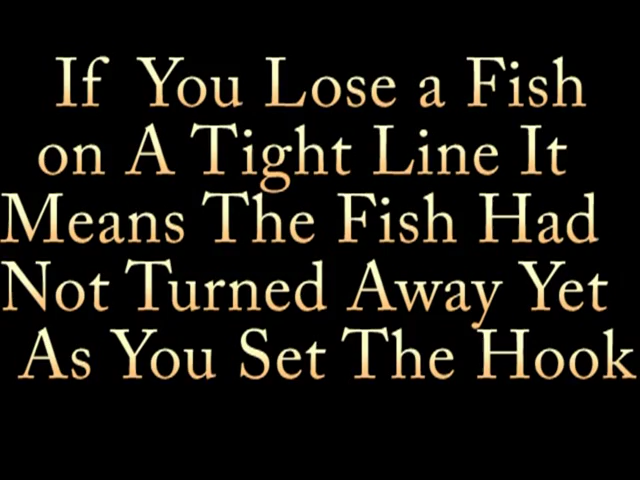 If You Lose a Fish
on A Tight Line It
Means The Fish Had
Not Turned Away Yet
As You Set The Hook